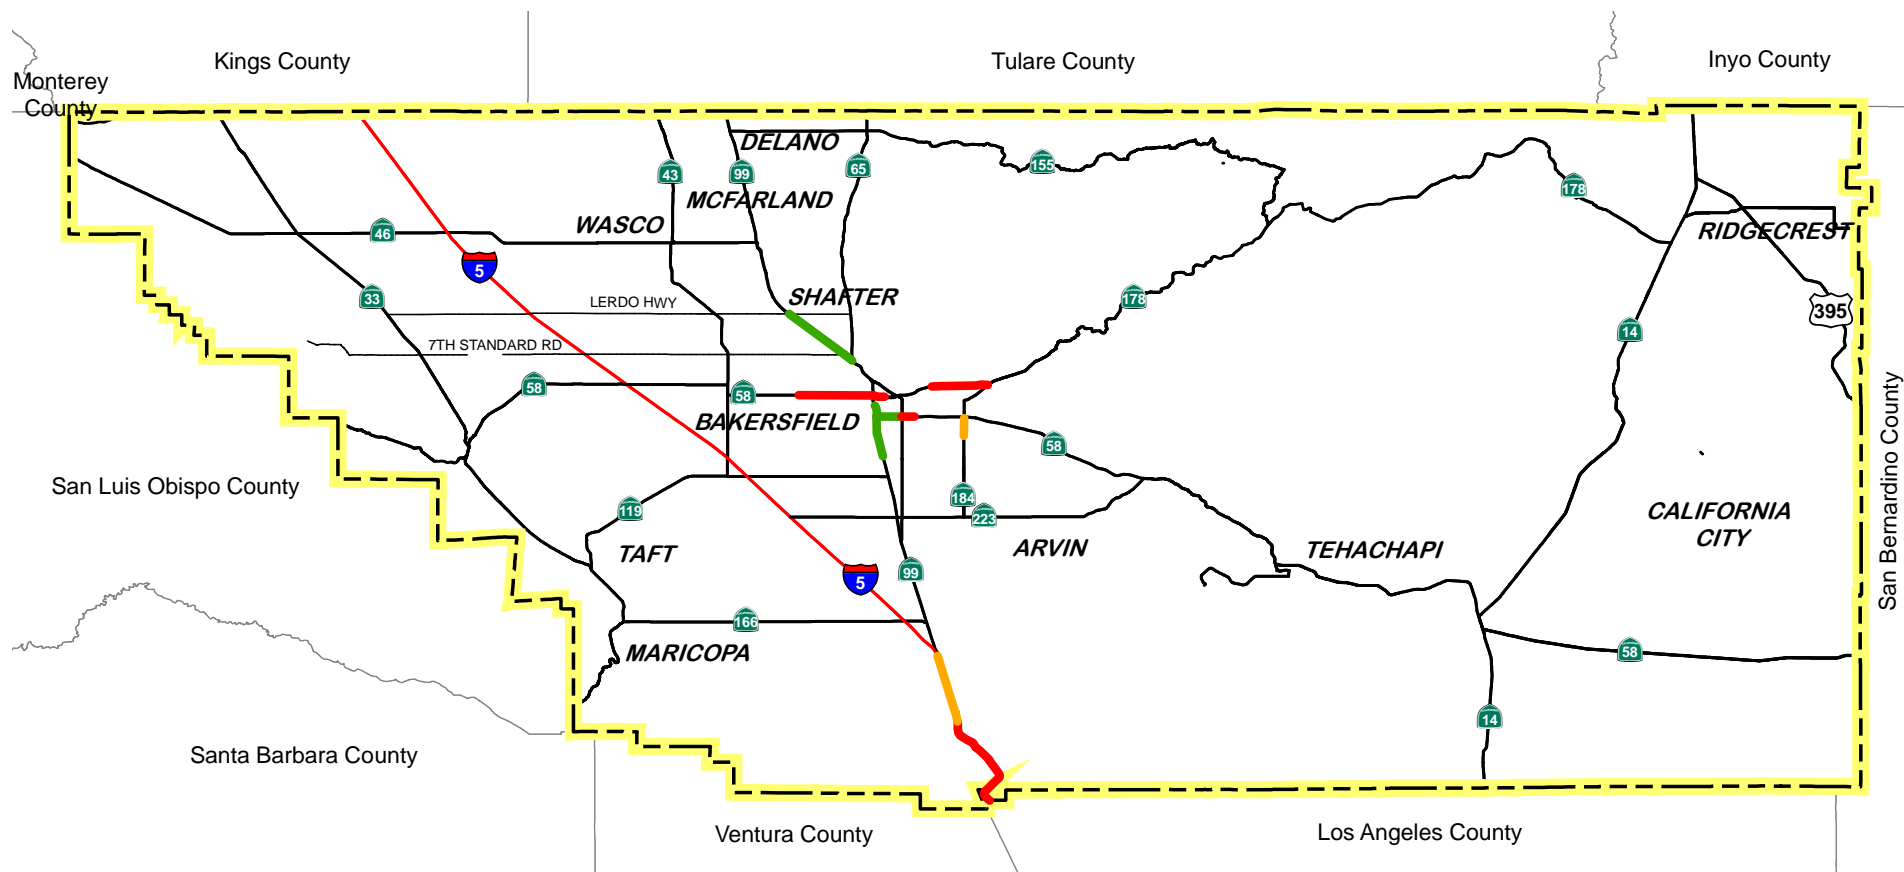 Kings County
Tulare County
Inyo County
Monterey
County
DELANO
43
99
65
155
178
MCFARLAND
WASCO
46
RIDGECREST
5
33
SHAFTER
178
LERDO HWY
395
14
7TH STANDARD RD
58
58
BAKERSFIELD
58
San Bernardino County
San Luis Obispo County
184
119
223
CALIFORNIA
CITY
TAFT
ARVIN
TEHACHAPI
99
5
166
MARICOPA
58
14
Santa Barbara County
Ventura County
Los Angeles County